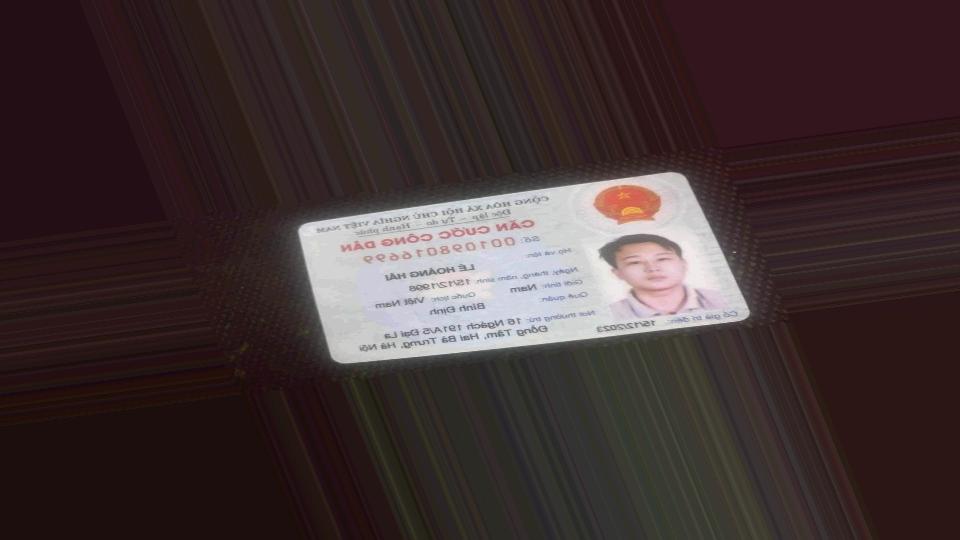 CỘNG HÒA XÃ HỘI CHỦ NGHĨA VIỆT NAM
Độc lập - Tự do - Hạnh phúc
CĂN CƯỚC CÔNG DÂN
Số: 001098016699
Họ và tên:
LÊ HOÀNG HẢI
Ngày, tháng, năm sinh: 15/12/1998
Giới tính: Nam Quốc tịch: Việt Nam
Quê quán:
Bình Định
Nơi thường trú: 16 Ngách 191A/5 Đại La
Đồng Tâm, Hai Bà Trưng, Hà Nội
Có giá trị đến: 15/12/2023